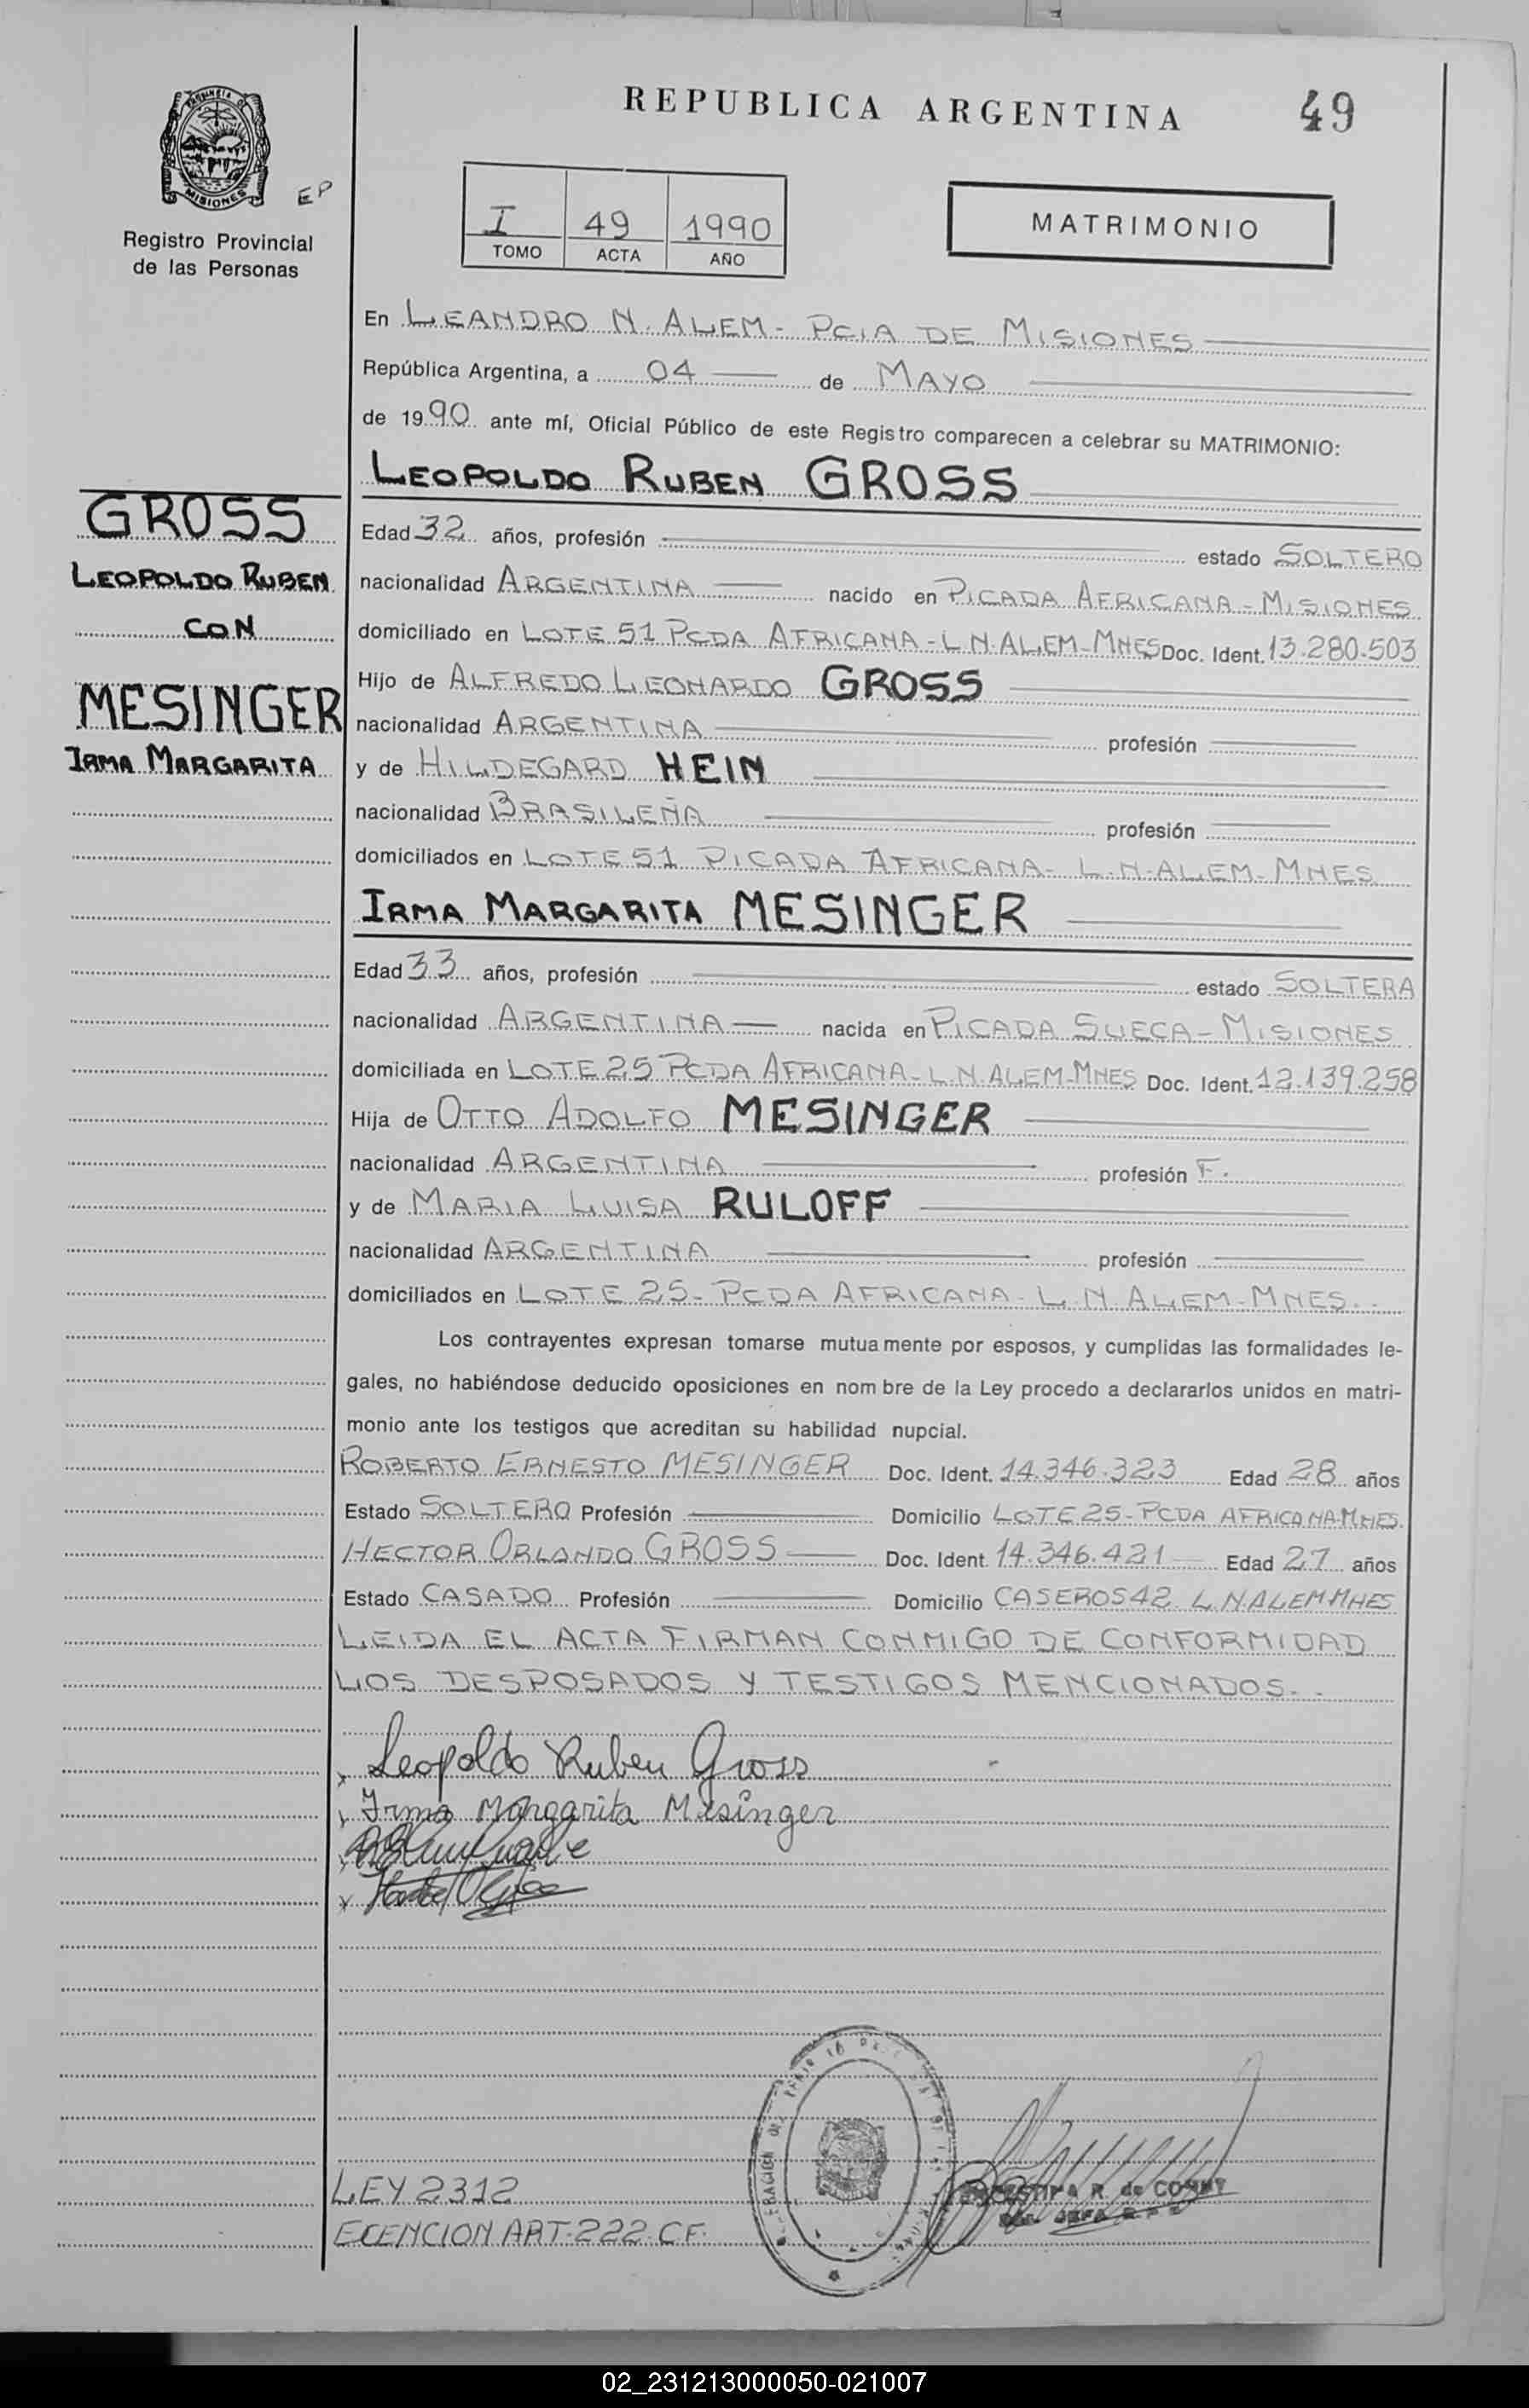 REPUBLICA ARGENTINA
49
PROVINCIA DE
MISIONES
EP
Registro Provincial
de las Personas
I 49 1990
TOMO ACTA AÑO
MATRIMONIO
En LEANDRO N. ALEM - PCIA DE MISIONES
República Argentina, a 04 de MAYO
de 1990 ante mí, Oficial Público de este Registro comparecen a celebrar su MATRIMONIO:
GROSS
LEOPOLDO RUBEN
CON
MESINGER
IRMA MARGARITA
LEOPOLDO RUBEN GROSS
Edad 32 años, profesión estado SOLTERO
nacionalidad ARGENTINA nacido en PICADA AFRICANA - MISIONES
domiciliado en LOTE 51 PCDA AFRICANA - L.N.ALEM-MNES Doc. Ident. 13.280.503
Hijo de ALFREDO LEONARDO GROSS
nacionalidad ARGENTINA profesión
y de HILDEGARD HEIN
nacionalidad BRASILEÑA profesión
domiciliados en LOTE 51 PICADA AFRICANA - L.N.ALEM-MNES
IRMA MARGARITA MESINGER
Edad 33 años, profesión estado SOLTERA
nacionalidad ARGENTINA nacida en PICADA SUECA - MISIONES
domiciliada en LOTE 25 PCDA AFRICANA - L.N.ALEM-MNES Doc. Ident. 12.139.258
Hija de OTTO ADOLFO MESINGER
nacionalidad ARGENTINA profesión F.
y de MARIA LUISA RULOFF
nacionalidad ARGENTINA profesión
domiciliados en LOTE 25 - PCDA AFRICANA - L.N.ALEM-MNES.-
Los contrayentes expresan tomarse mutuamente por esposos, y cumplidas las formalidades le-
gales, no habiéndose deducido oposiciones en nombre de la Ley procedo a declararlos unidos en matri-
monio ante los testigos que acreditan su habilidad nupcial.
ROBERTO ERNESTO MESINGER Doc. Ident. 14.346.323 Edad 28 años
Estado SOLTERO Profesión Domicilio LOTE 25 - PCDA AFRICANA-MNES.
HECTOR ORLANDO GROSS Doc. Ident. 14.346.421 Edad 27 años
Estado CASADO Profesión Domicilio CASEROS 42 L.N.ALEM MNES
LEIDA EL ACTA FIRMAN CONMIGO DE CONFORMIDAD
LOS DESPOSADOS Y TESTIGOS MENCIONADOS.-
Leopoldo Ruben Gross
Irma Margarita Mesinger
LEY 2312
ECENCION ART.222.C.F.
R. de
JEFA
02_231213000050-021007